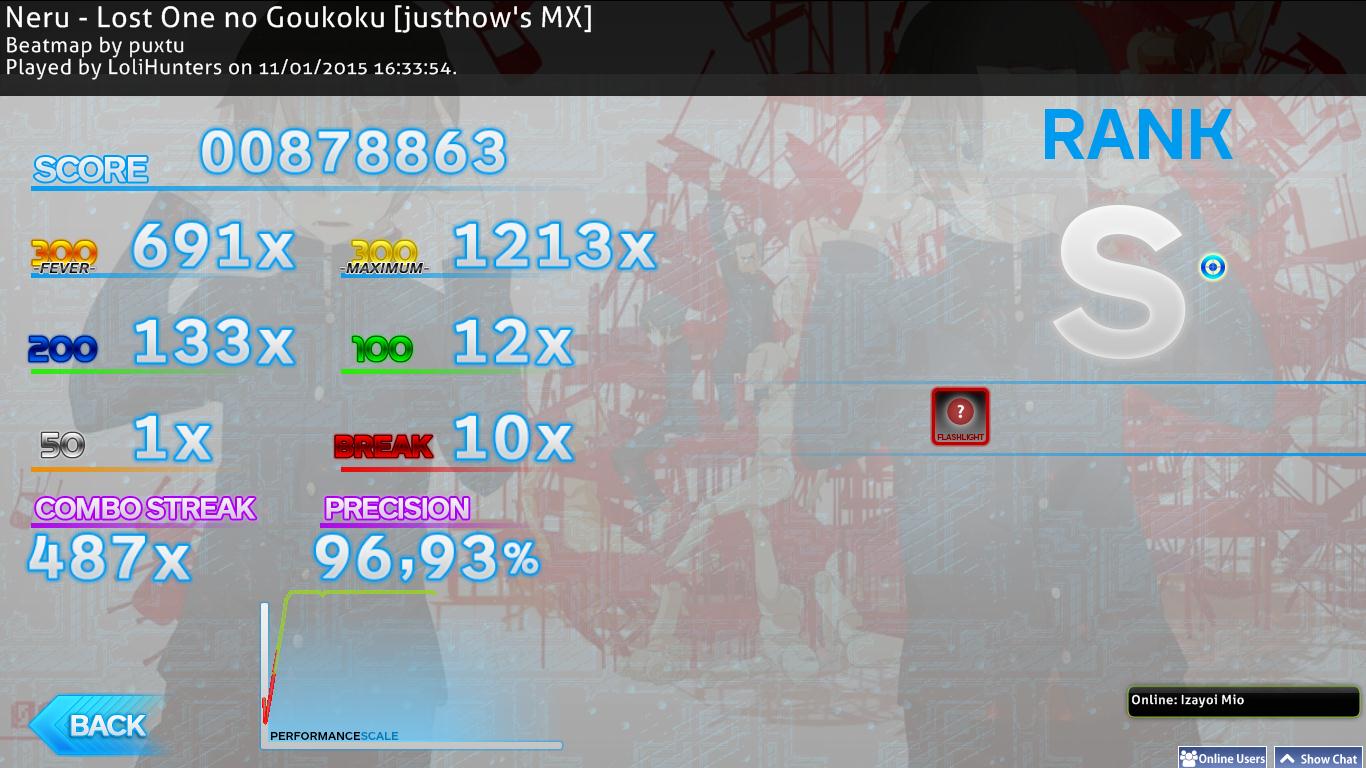 Neru - Lost One no Goukoku [justhow's MX]
Beatmap by puxtu
Played by LoliHunters on 11/01/2015 16:33:54.
RANK
SCORE 00878863
S
300 -FEVER- 691x 300 -MAXIMUM- 1213x
200 133x 100 12x
? FLASHLIGHT
50 1x BREAK 10x
COMBO STREAK PRECISION
487x 96,93%
BACK
PERFORMANCESCALE
Online: Izayoi Mio
Online Users Show Chat